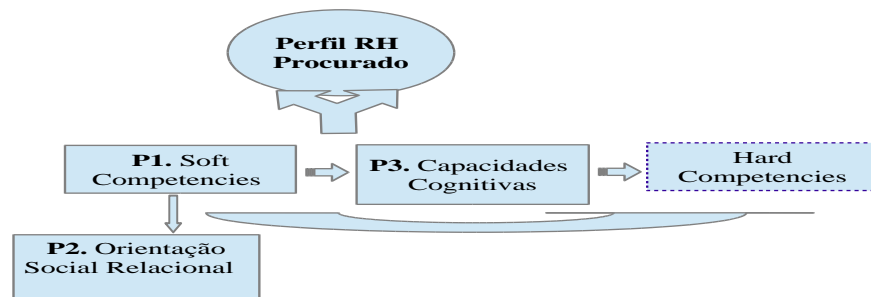 Perfil RH
Procurado
P1. Soft
Competencies
P3. Capacidades
Cognitivas
Hard
Competencies
P2. Orientação
Social Relacional